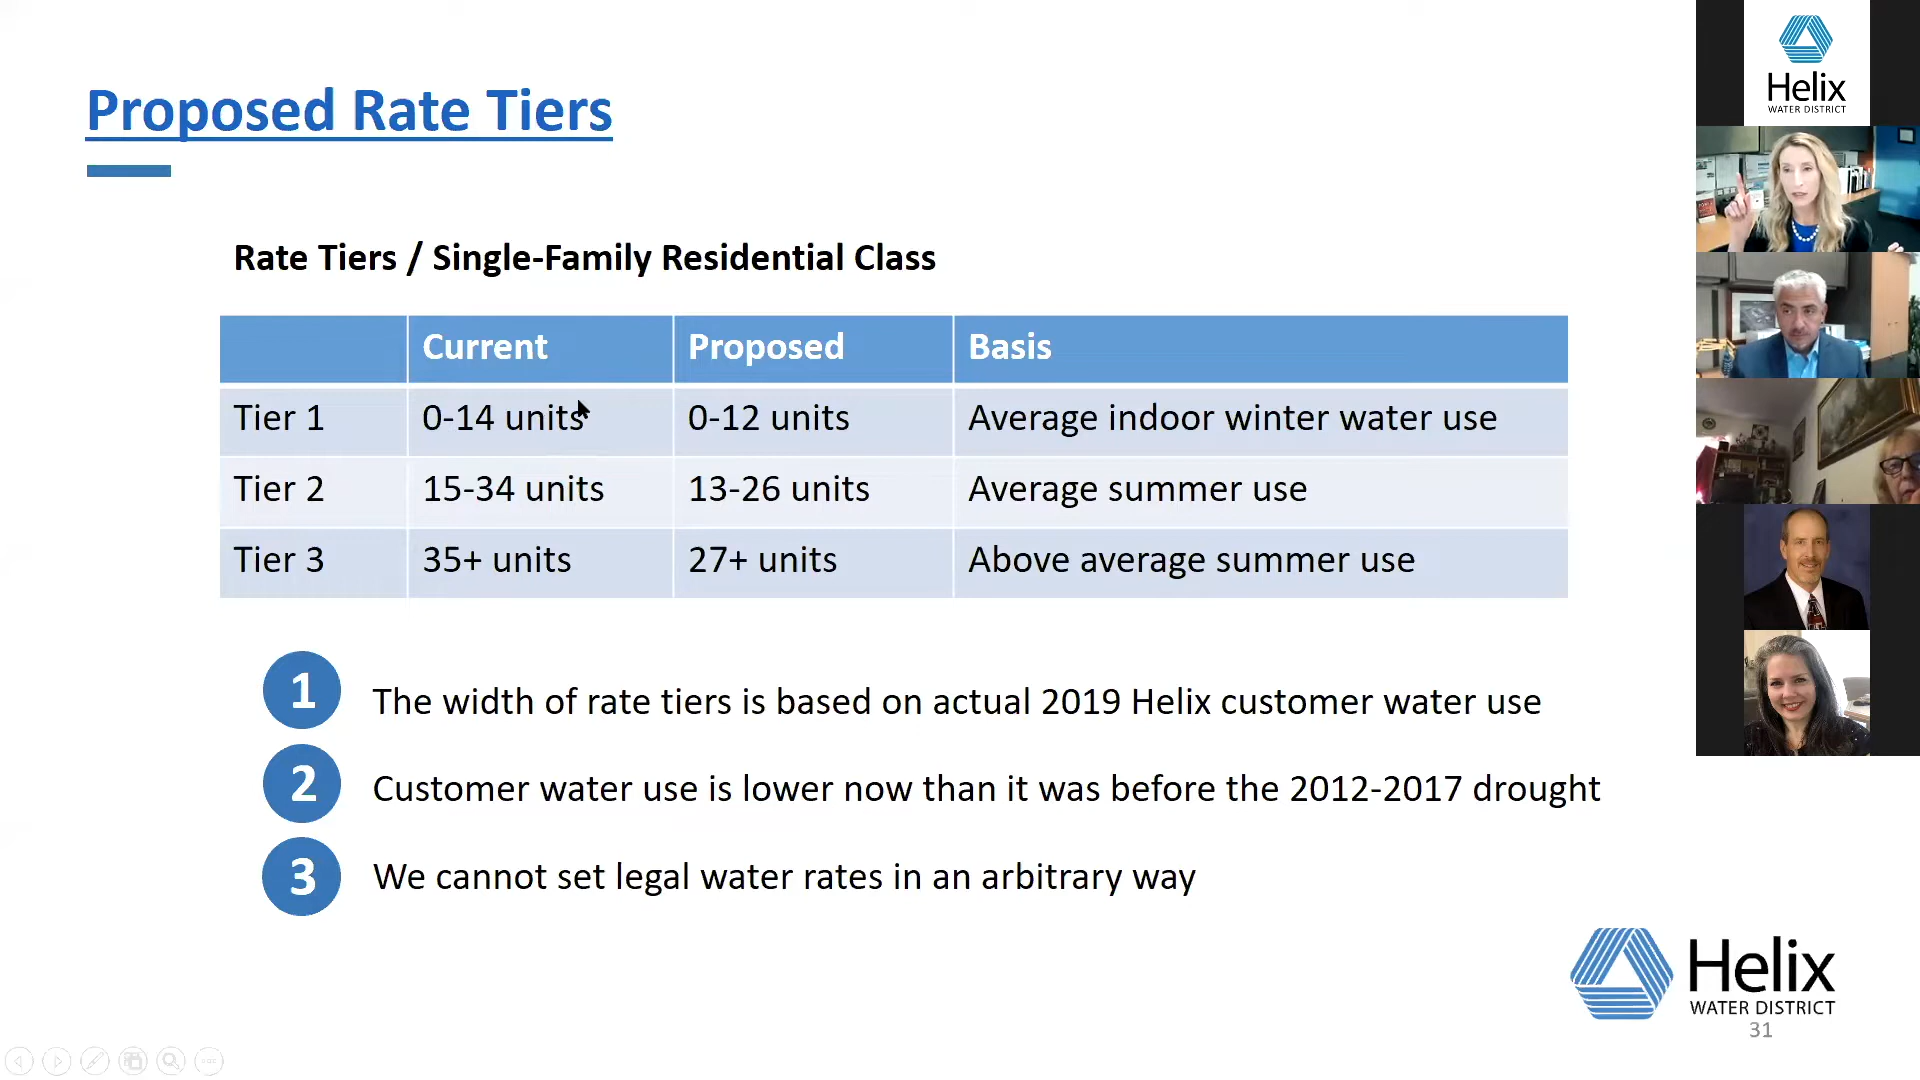 Proposed Rate Tiers
Rate Tiers / Single-Family Residential Class
Current Proposed Basis
Tier 1 0-14 units 0-12 units Average indoor winter water use
Tier 2 15-34 units 13-26 units Average summer use
Tier 3 35+ units 27+ units Above average summer use
1 The width of rate tiers is based on actual 2019 Helix customer water use
2 Customer water use is lower now than it was before the 2012-2017 drought
3 We cannot set legal water rates in an arbitrary way
Helix
WATER DISTRICT
31
Helix
WATER DISTRICT